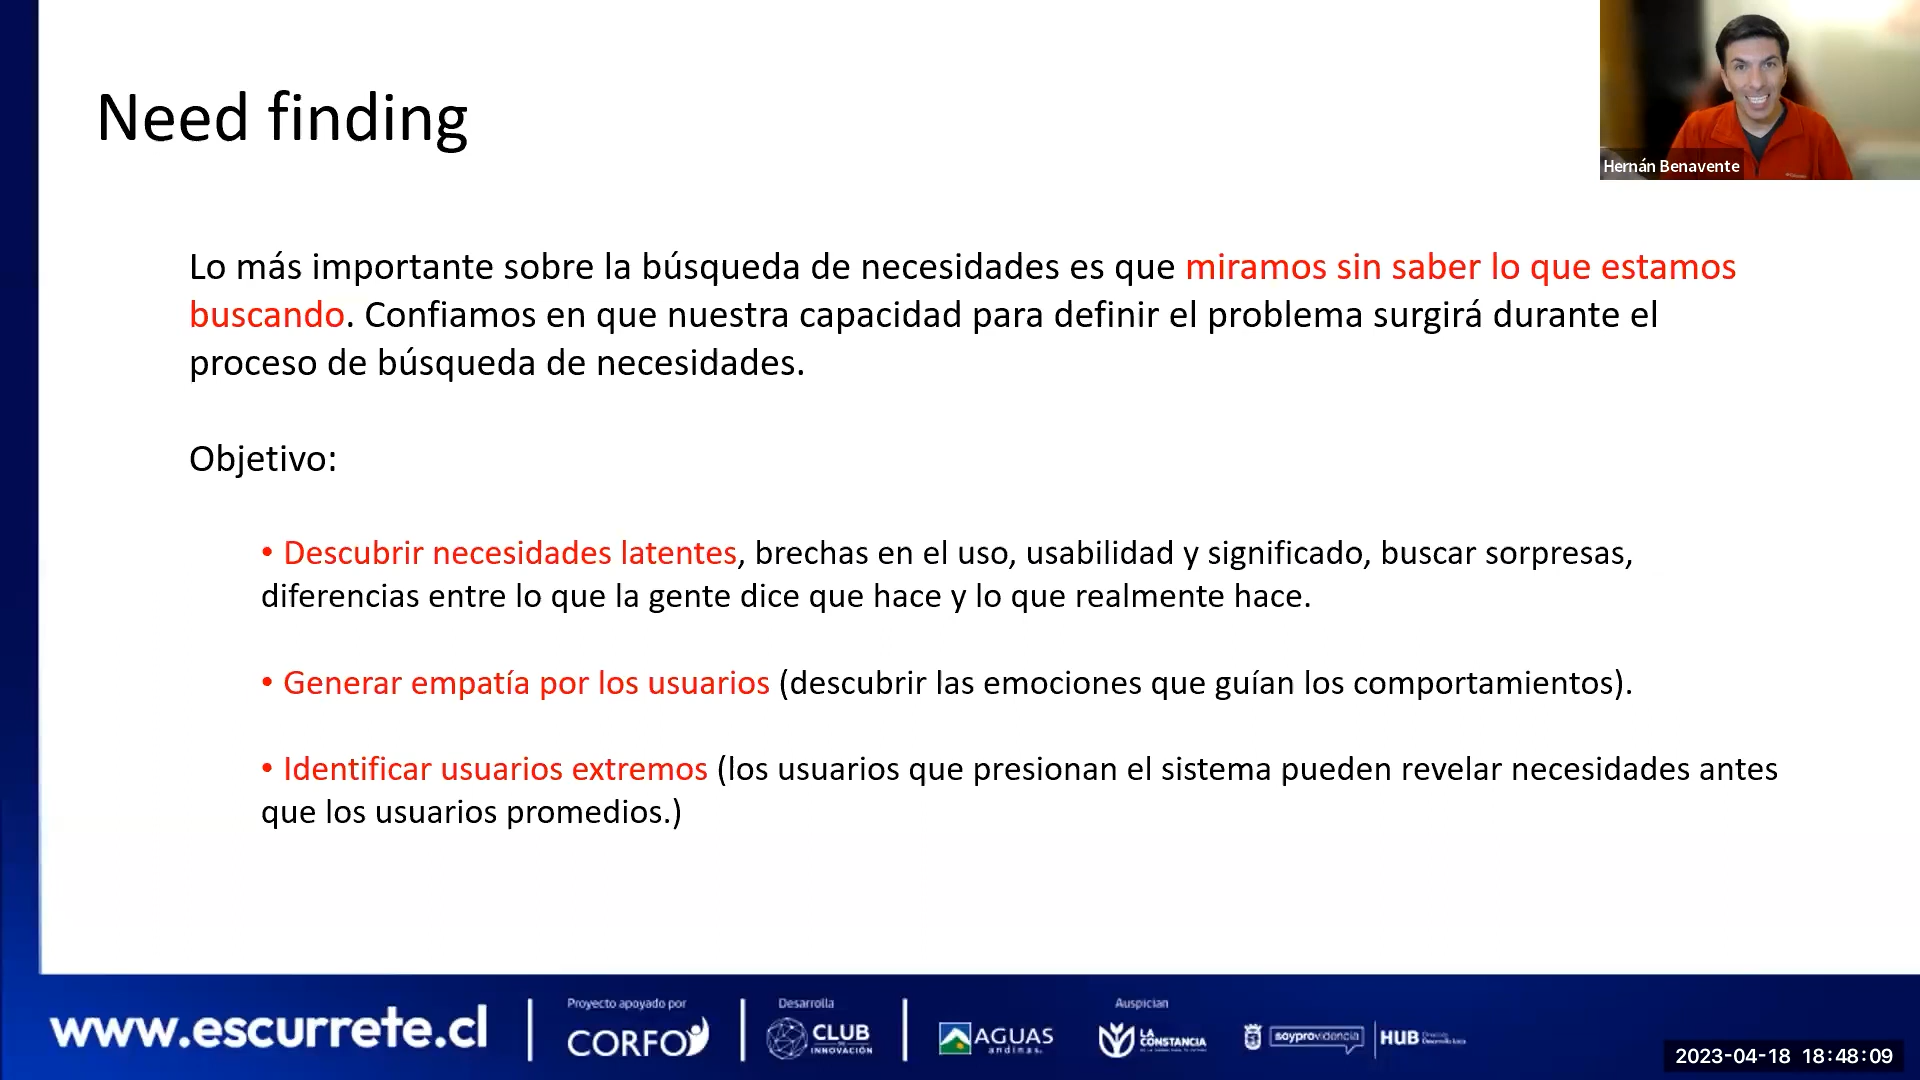 Need finding
Hernán Benavente
Lo más importante sobre la búsqueda de necesidades es que miramos sin saber lo que estamos
buscando. Confiamos en que nuestra capacidad para definir el problema surgirá durante el
proceso de búsqueda de necesidades.
Objetivo:
• Descubrir necesidades latentes, brechas en el uso, usabilidad y significado, buscar sorpresas,
diferencias entre lo que la gente dice que hace y lo que realmente hace.
• Generar empatía por los usuarios (descubrir las emociones que guían los comportamientos).
• Identificar usuarios extremos (los usuarios que presionan el sistema pueden revelar necesidades antes
que los usuarios promedios.)
www.escurrete.cl
Proyecto apoyado por
CORFO
Desarrolla
CLUB
DE
INNOVACIÓN
AGUAS
andinas
Auspician
LA
CONSTANCIA
soyprovidencia
HUB
2023-04-18 18:48:09